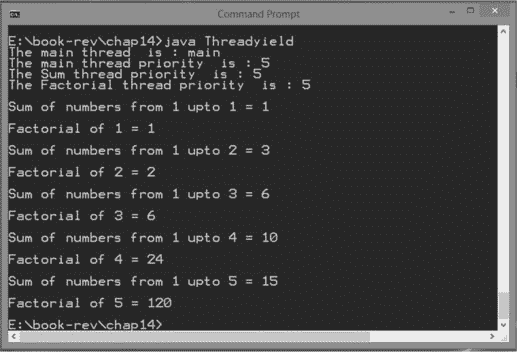 Command Prompt
E:\book-rev\chap14>java Threadyield
The main thread  is : main
The main thread priority  is : 5
The Sum thread priority  is : 5
The Factorial thread priority  is : 5
Sum of numbers from 1 upto 1 = 1
Factorial of 1 = 1
Sum of numbers from 1 upto 2 = 3
Factorial of 2 = 2
Sum of numbers from 1 upto 3 = 6
Factorial of 3 = 6
Sum of numbers from 1 upto 4 = 10
Factorial of 4 = 24
Sum of numbers from 1 upto 5 = 15
Factorial of 5 = 120
E:\book-rev\chap14>